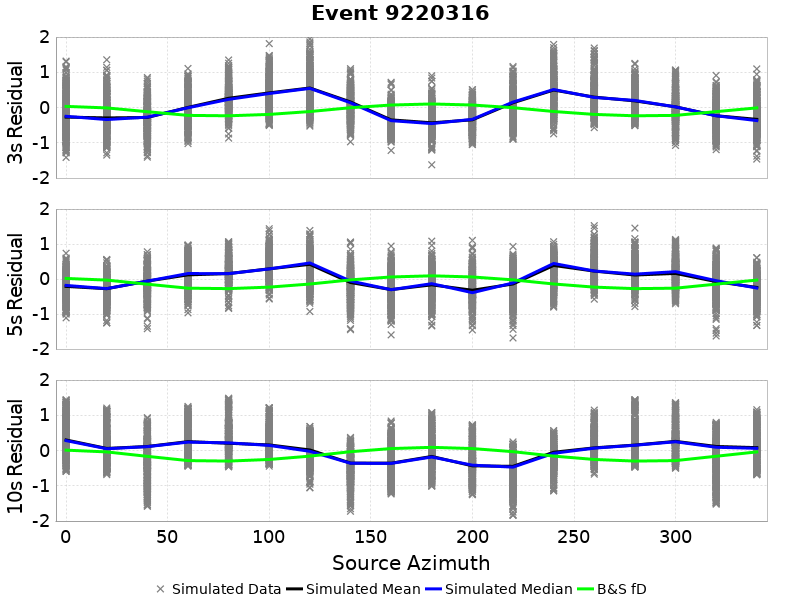 Event 9220316
3s Residual
2
1
0
-1
-2
5s Residual
2
1
0
-1
-2
10s Residual
2
1
0
-1
-2
0 50 100 150 200 250 300
Source Azimuth
Simulated Data Simulated Mean Simulated Median B&S fD